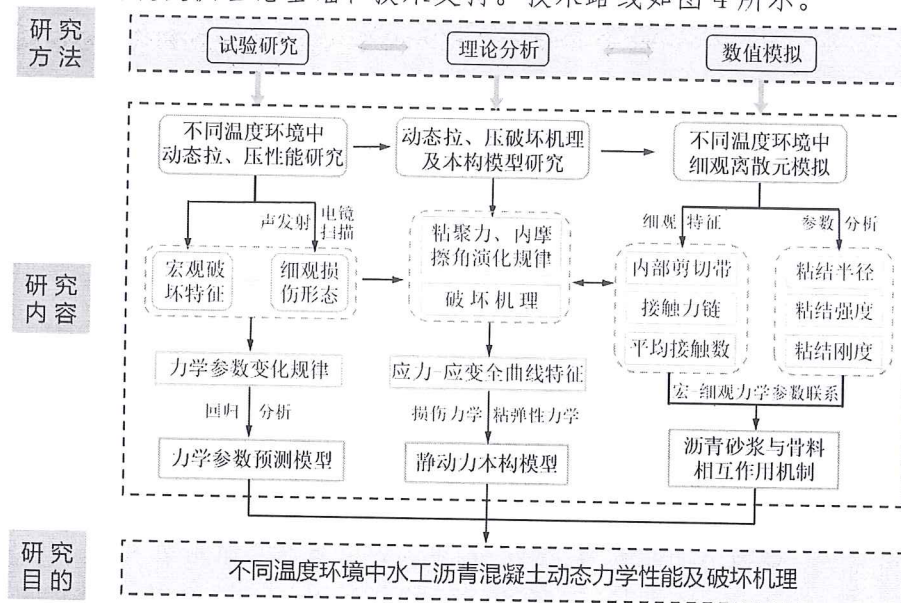 技术路线如图4所示。
研究
方法
试验研究
理论分析
数值模拟
研究
内容
不同温度环境中
动态拉、压性能研究
动态拉、压破坏机理
及本构模型研究
不同温度环境中
细观离散元模拟
声发射
电镜
扫描
宏观破
坏特征
细观损
伤形态
粘聚力、内摩
擦角演化规律
破坏机理
细观 特征
参数 分析
内部剪切带
接触力链
平均接触数
粘结半径
粘结强度
粘结刚度
力学参数变化规律
应力-应变全曲线特征
宏-细观力学参数联系
回归 分析
损伤力学 粘弹性力学
力学参数预测模型
静动力本构模型
沥青砂浆与骨料
相互作用机制
研究
目的
不同温度环境中水工沥青混凝土动态力学性能及破坏机理